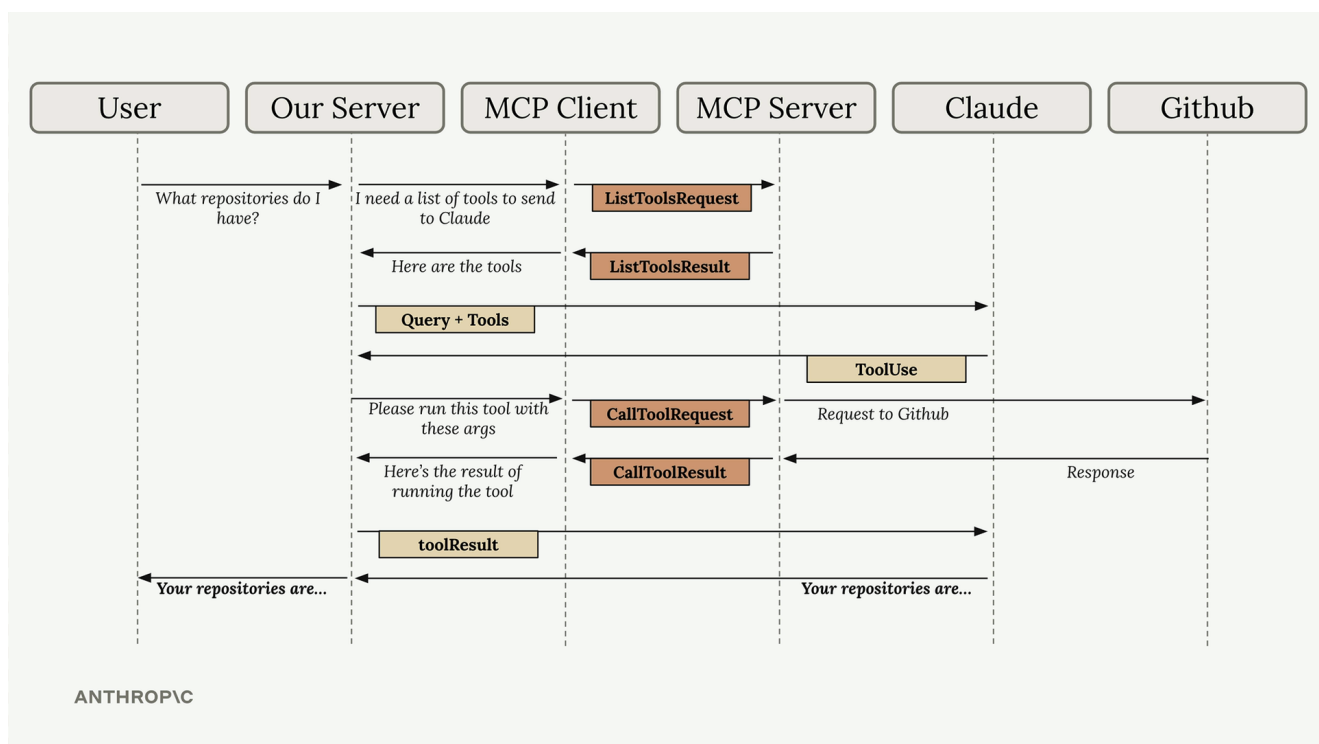 User
Our Server
MCP Client
MCP Server
Claude
Github
What repositories do I
have?
I need a list of tools to send
to Claude
ListToolsRequest
Here are the tools
ListToolsResult
Query + Tools
ToolUse
Please run this tool with
these args
CallToolRequest
Request to Github
Here's the result of
running the tool
CallToolResult
Response
toolResult
Your repositories are...
Your repositories are...
ANTHROP\C